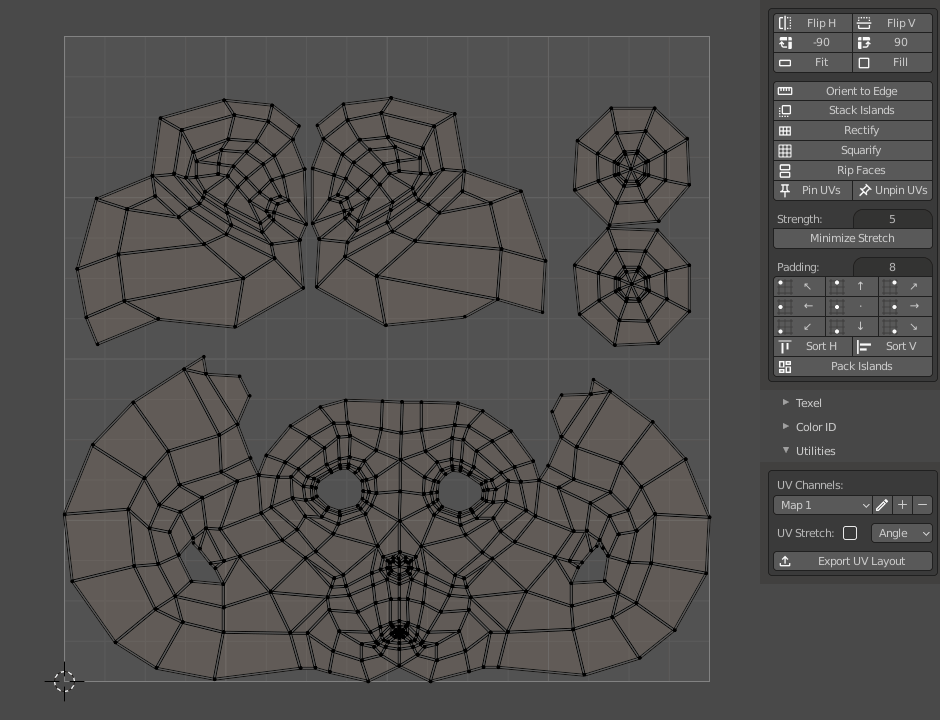 Flip H Flip V
-90 90
Fit Fill
Orient to Edge
Stack Islands
Rectify
Squarify
Rip Faces
Pin UVs Unpin UVs
Strength: 5
Minimize Stretch
Padding: 8
↖ ↑ ↗
← · →
↙ ↓ ↘
Sort H Sort V
Pack Islands
Texel
Color ID
Utilities
UV Channels:
Map 1
UV Stretch: Angle
Export UV Layout